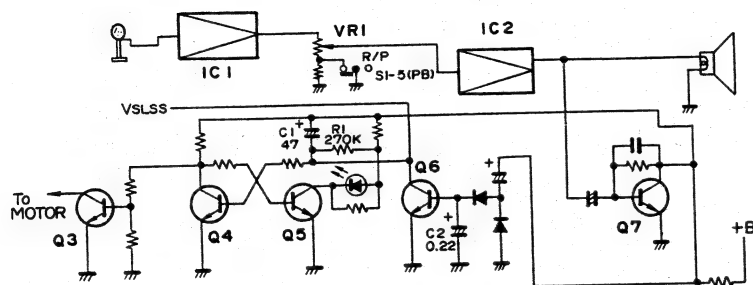 VR1
IC2
IC1
R/P
S1-5(PB)
VSLSS
C1
47
R1
270K
Q6
To
MOTOR
Q3
Q4
Q5
C2
0.22
Q7
+B